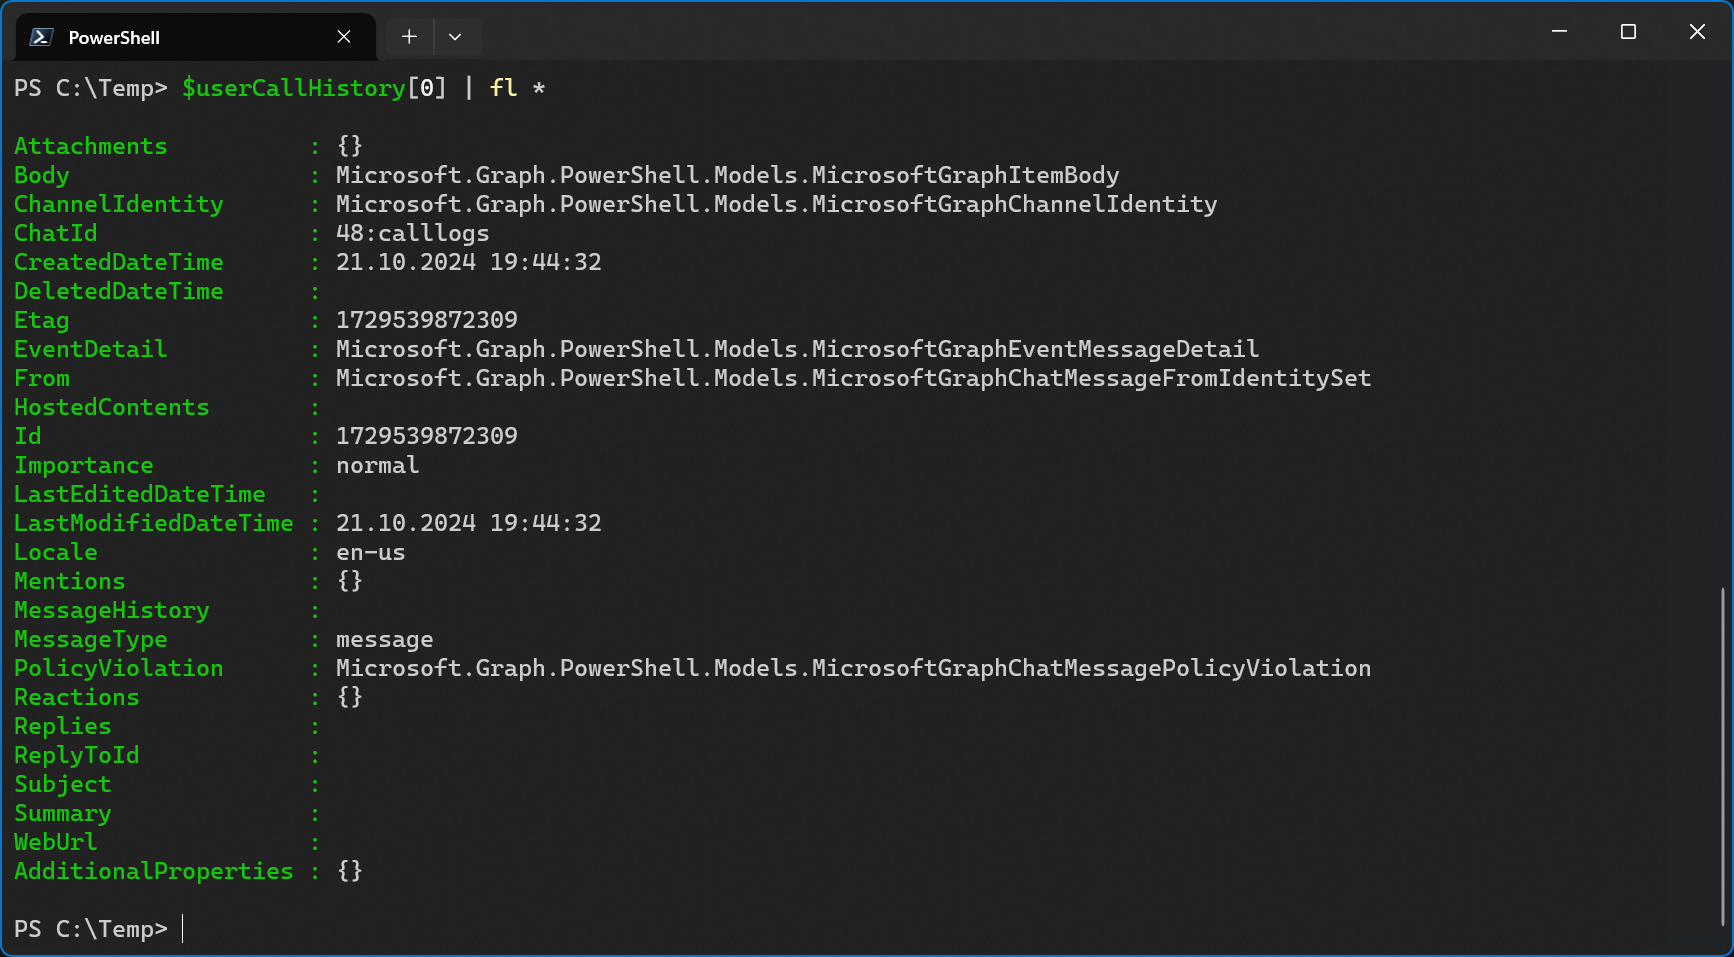 PowerShell
PS C:\Temp> $userCallHistory[0] | fl *
Attachments : {}
Body : Microsoft.Graph.PowerShell.Models.MicrosoftGraphItemBody
ChannelIdentity : Microsoft.Graph.PowerShell.Models.MicrosoftGraphChannelIdentity
ChatId : 48:calllogs
CreatedDateTime : 21.10.2024 19:44:32
DeletedDateTime :
Etag : 1729539872309
EventDetail : Microsoft.Graph.PowerShell.Models.MicrosoftGraphEventMessageDetail
From : Microsoft.Graph.PowerShell.Models.MicrosoftGraphChatMessageFromIdentitySet
HostedContents :
Id : 1729539872309
Importance : normal
LastEditedDateTime :
LastModifiedDateTime : 21.10.2024 19:44:32
Locale : en-us
Mentions : {}
MessageHistory :
MessageType : message
PolicyViolation : Microsoft.Graph.PowerShell.Models.MicrosoftGraphChatMessagePolicyViolation
Reactions : {}
Replies :
ReplyToId :
Subject :
Summary :
WebUrl :
AdditionalProperties : {}
PS C:\Temp>